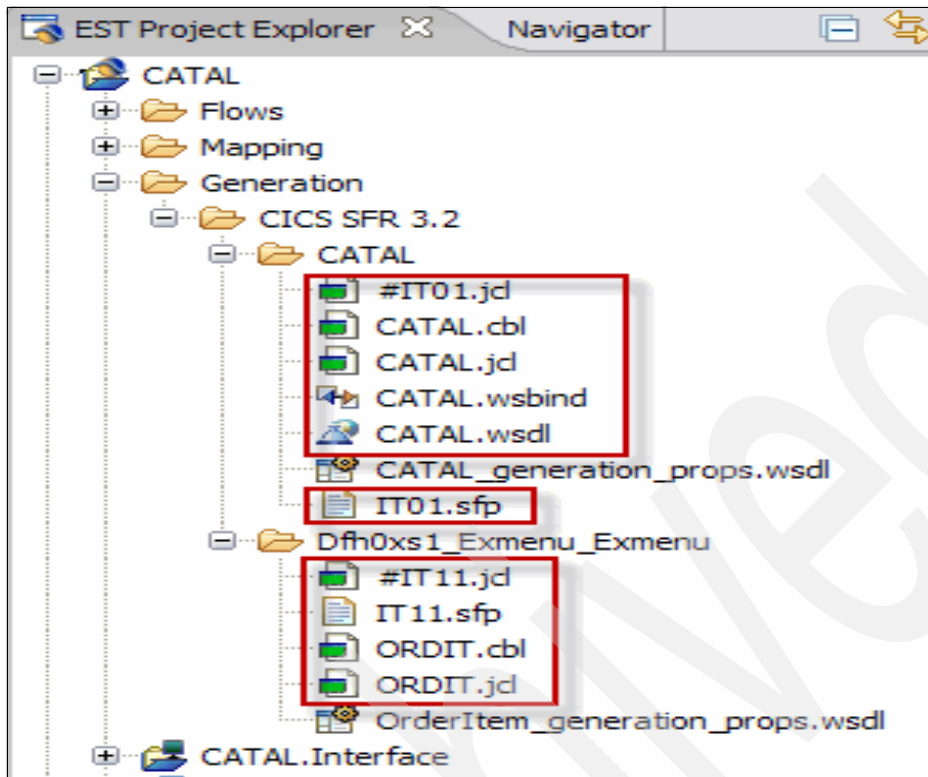 EST Project Explorer Navigator
CATAL
Flows
Mapping
Generation
CICS SFR 3.2
CATAL
#IT01.jcl
CATAL.cbl
CATAL.jcl
CATAL.wsbind
CATAL.wsdl
CATAL_generation_props.wsdl
IT01.sfp
Dfh0xs1_Exmenu_Exmenu
#IT11.jcl
IT11.sfp
ORDIT.cbl
ORDIT.jcl
OrderItem_generation_props.wsdl
CATAL.Interface